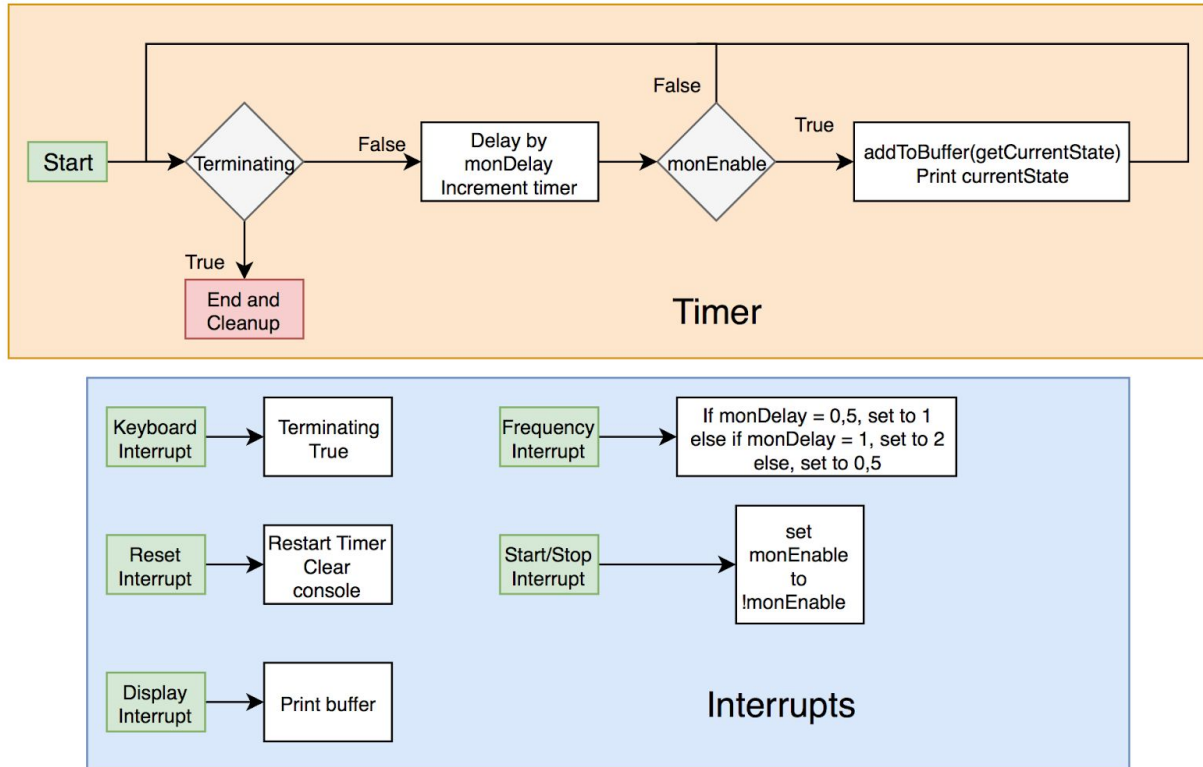 Start
Terminating
False
True
End and
Cleanup
Delay by
monDelay
Increment timer
monEnable
False
True
addToBuffer(getCurrentState)
Print currentState
Timer
Keyboard
Interrupt
Terminating
True
Frequency
Interrupt
If monDelay = 0,5, set to 1
else if monDelay = 1, set to 2
else, set to 0,5
Reset
Interrupt
Restart Timer
Clear
console
Start/Stop
Interrupt
set
monEnable
to
!monEnable
Display
Interrupt
Print buffer
Interrupts